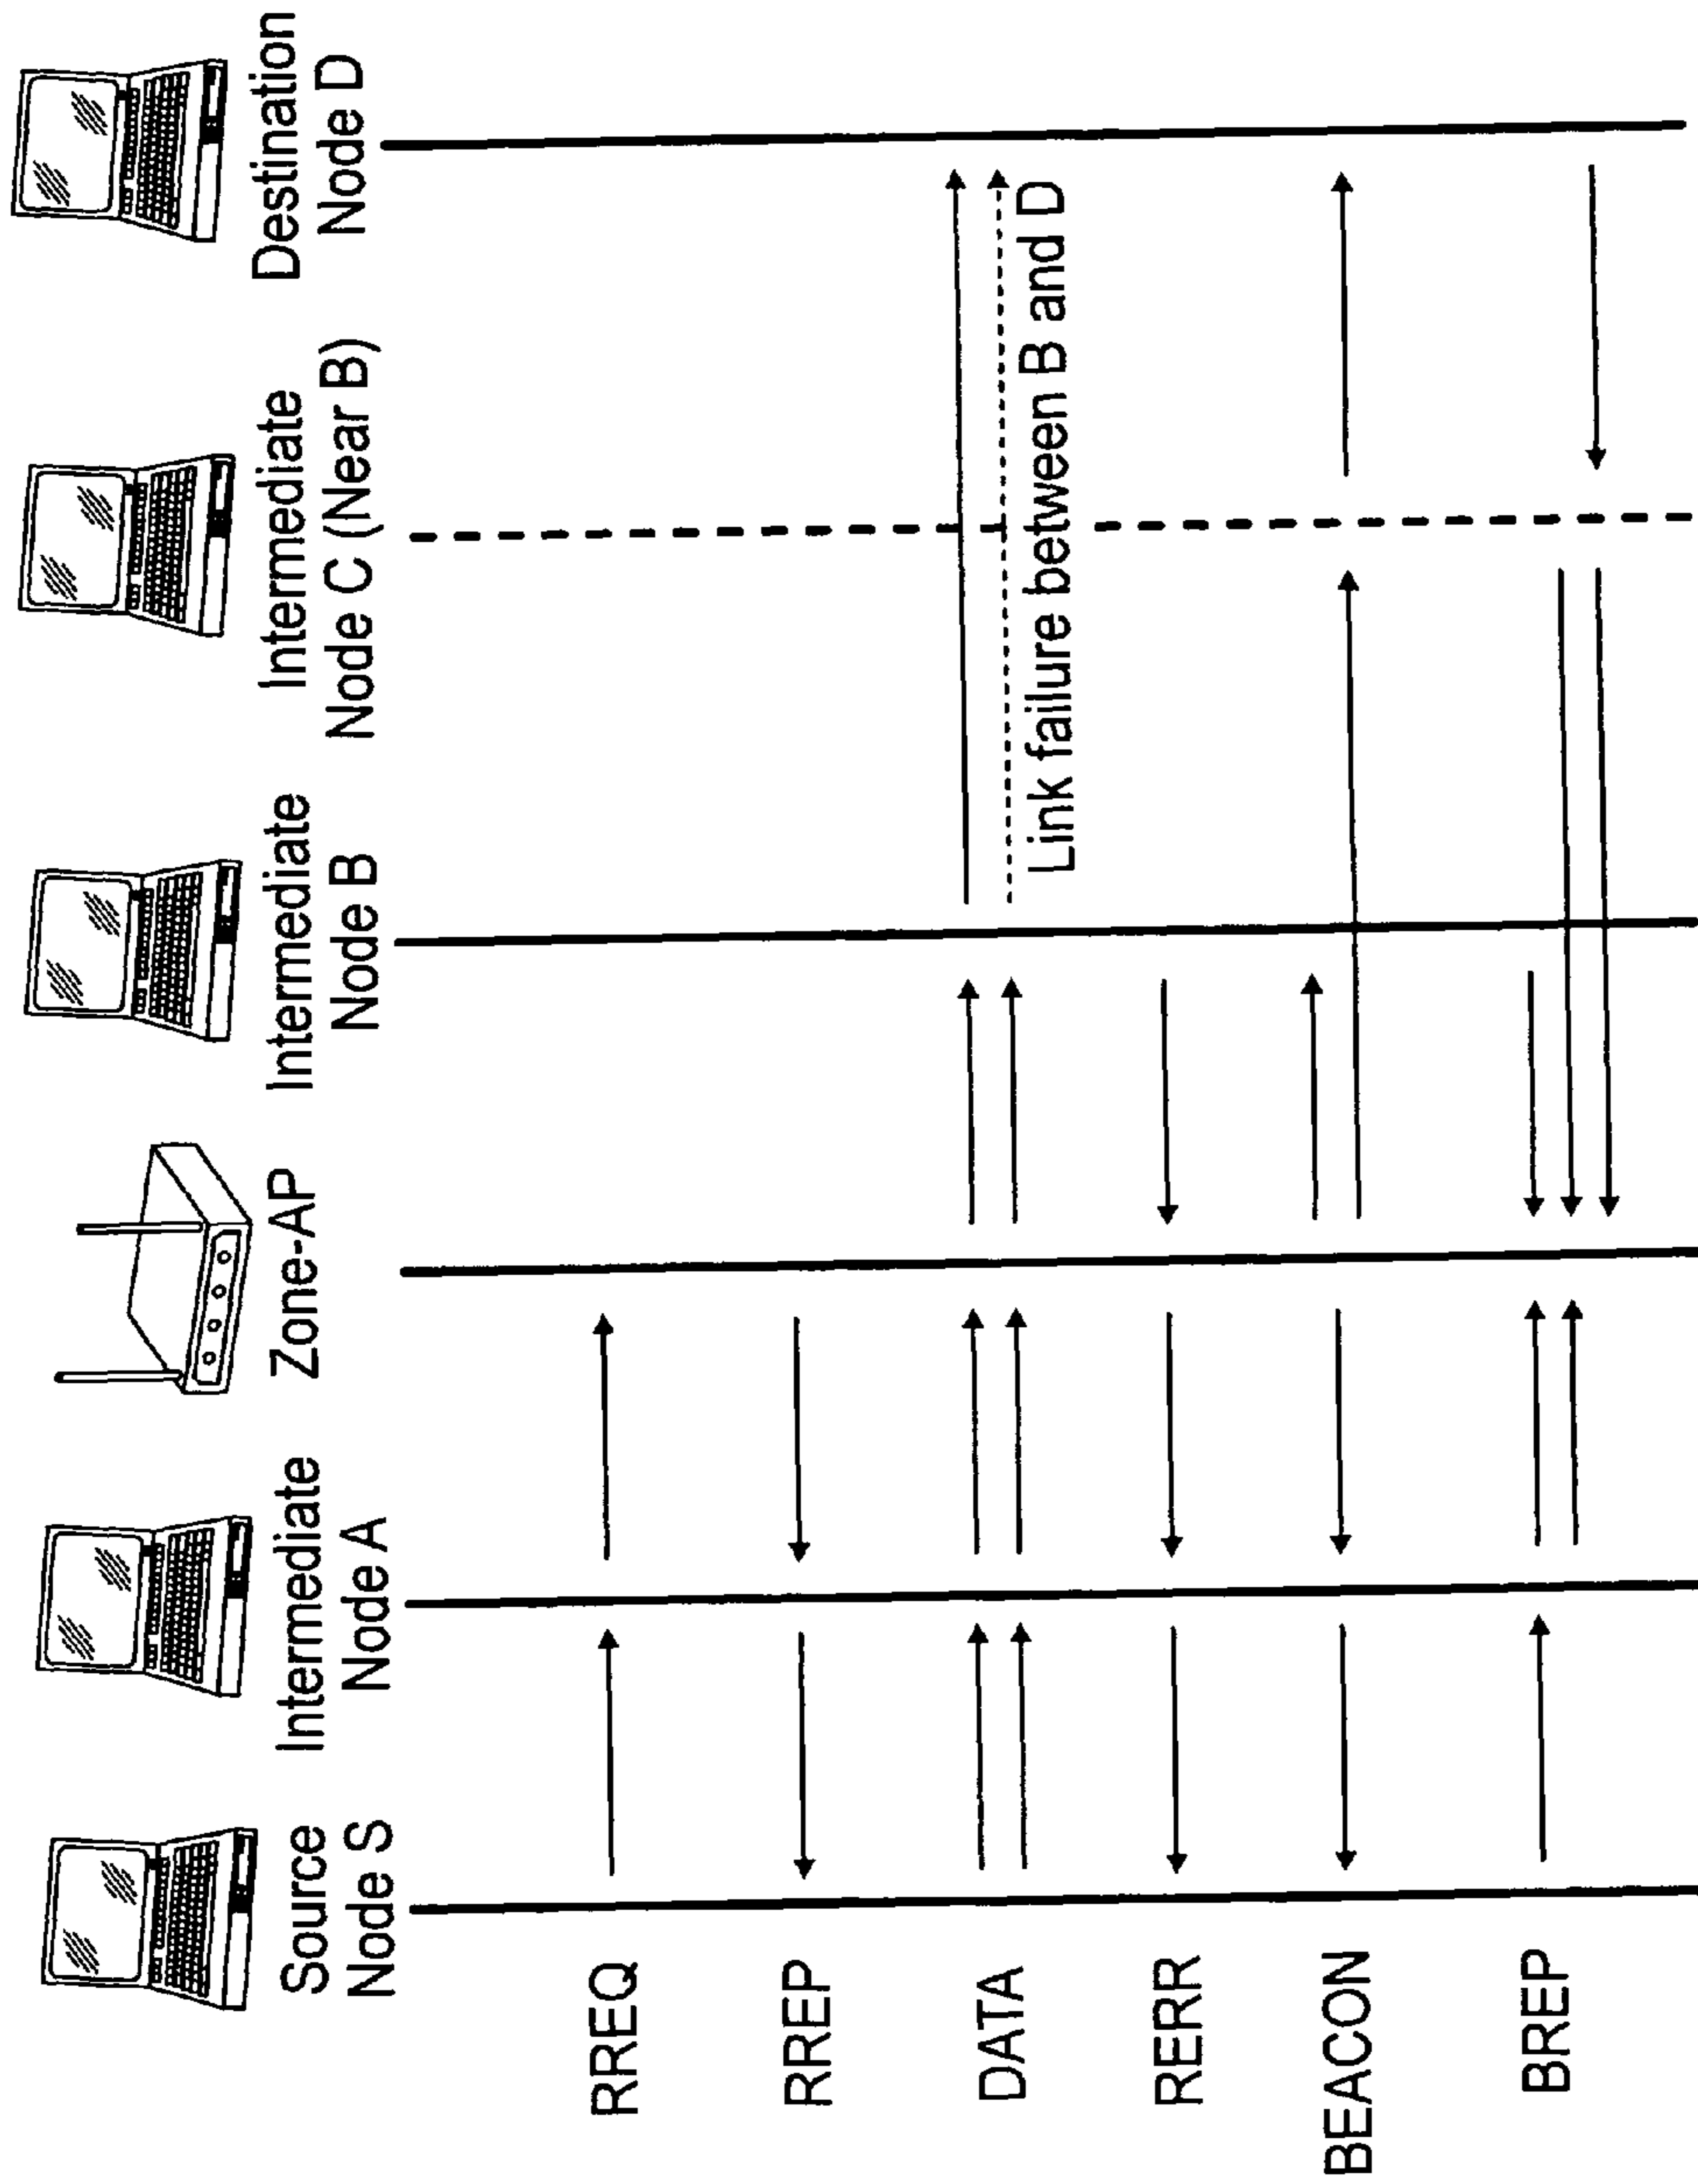 Source
Node S
Intermediate
Node A
Zone-AP
Intermediate
Node B
Intermediate
Node C (Near B)
Destination
Node D
RREQ
RREP
DATA
Link failure between B and D
RERR
BEACON
BREP